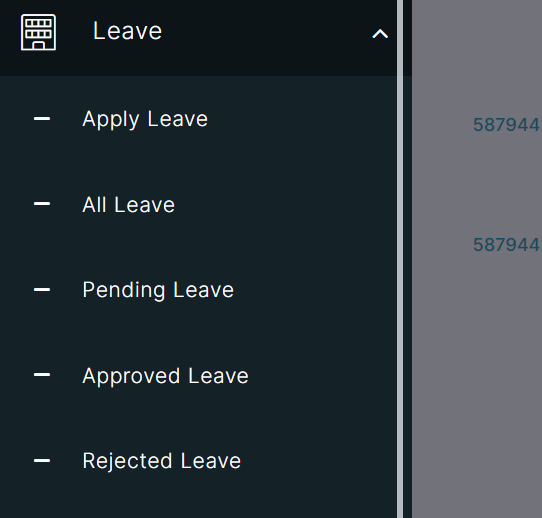 Leave
Apply Leave
587944
All Leave
587944
Pending Leave
Approved Leave
Rejected Leave